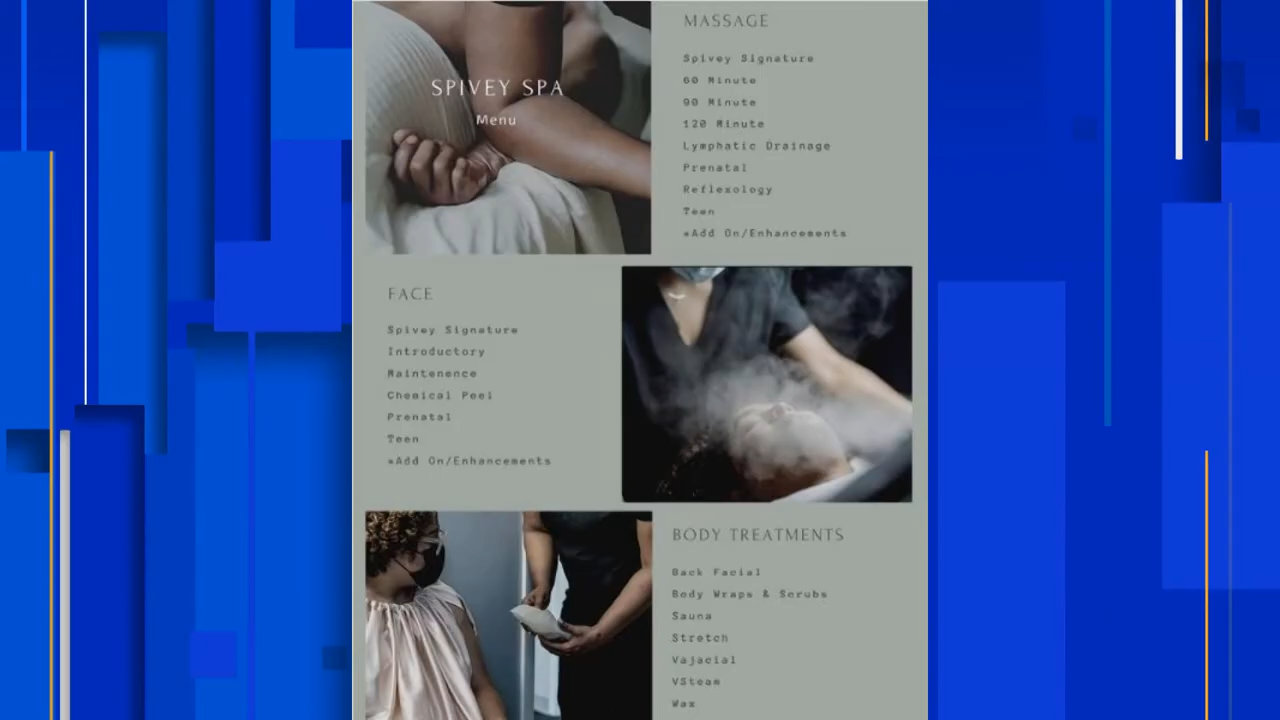 SPIVEY SPA
Menu
MASSAGE
Spivey Signature
60 Minute
90 Minute
120 Minute
Lymphatic Drainage
Prenatal
Reflexology
Teen
*Add On/Enhancements
FACE
Spivey Signature
Introductory
Maintenence
Chemical Peel
Prenatal
Teen
*Add On/Enhancements
BODY TREATMENTS
Back Facial
Body Wraps & Scrubs
Sauna
Stretch
Vajacial
VSteam
Wax